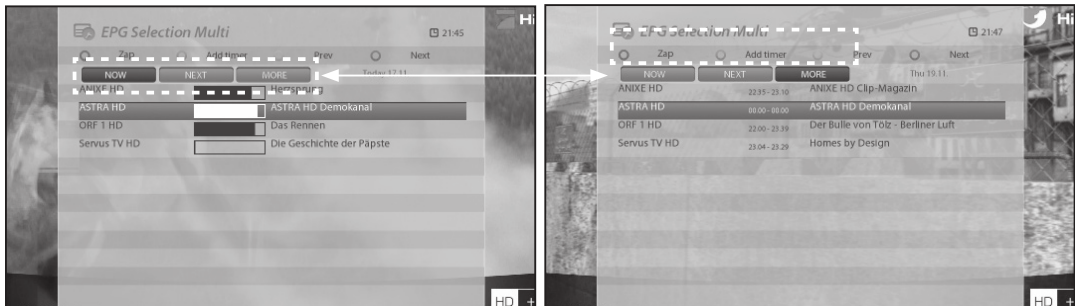 Hi
EPG Selection Multi
21:45
Zap Add timer Prev Next
NOW NEXT MORE
Today 17.11.
ANIXE HD Herzsprung
ASTRA HD ASTRA HD Demokanal
ORF 1 HD Das Rennen
Servus TV HD Die Geschichte der Päpste
HD +
Hi
EPG Selection Multi
21:47
Zap Add timer Prev Next
NOW NEXT MORE
Thu 19.11.
ANIXE HD 22:35 - 23:10 ANIXE HD Clip-Magazin
ASTRA HD 00.00 - 00.00 ASTRA HD Demokanal
ORF 1 HD 22:00 - 23:39 Der Bulle von Tölz - Berliner Luft
Servus TV HD 23.04 - 23.29 Homes by Design
HD +